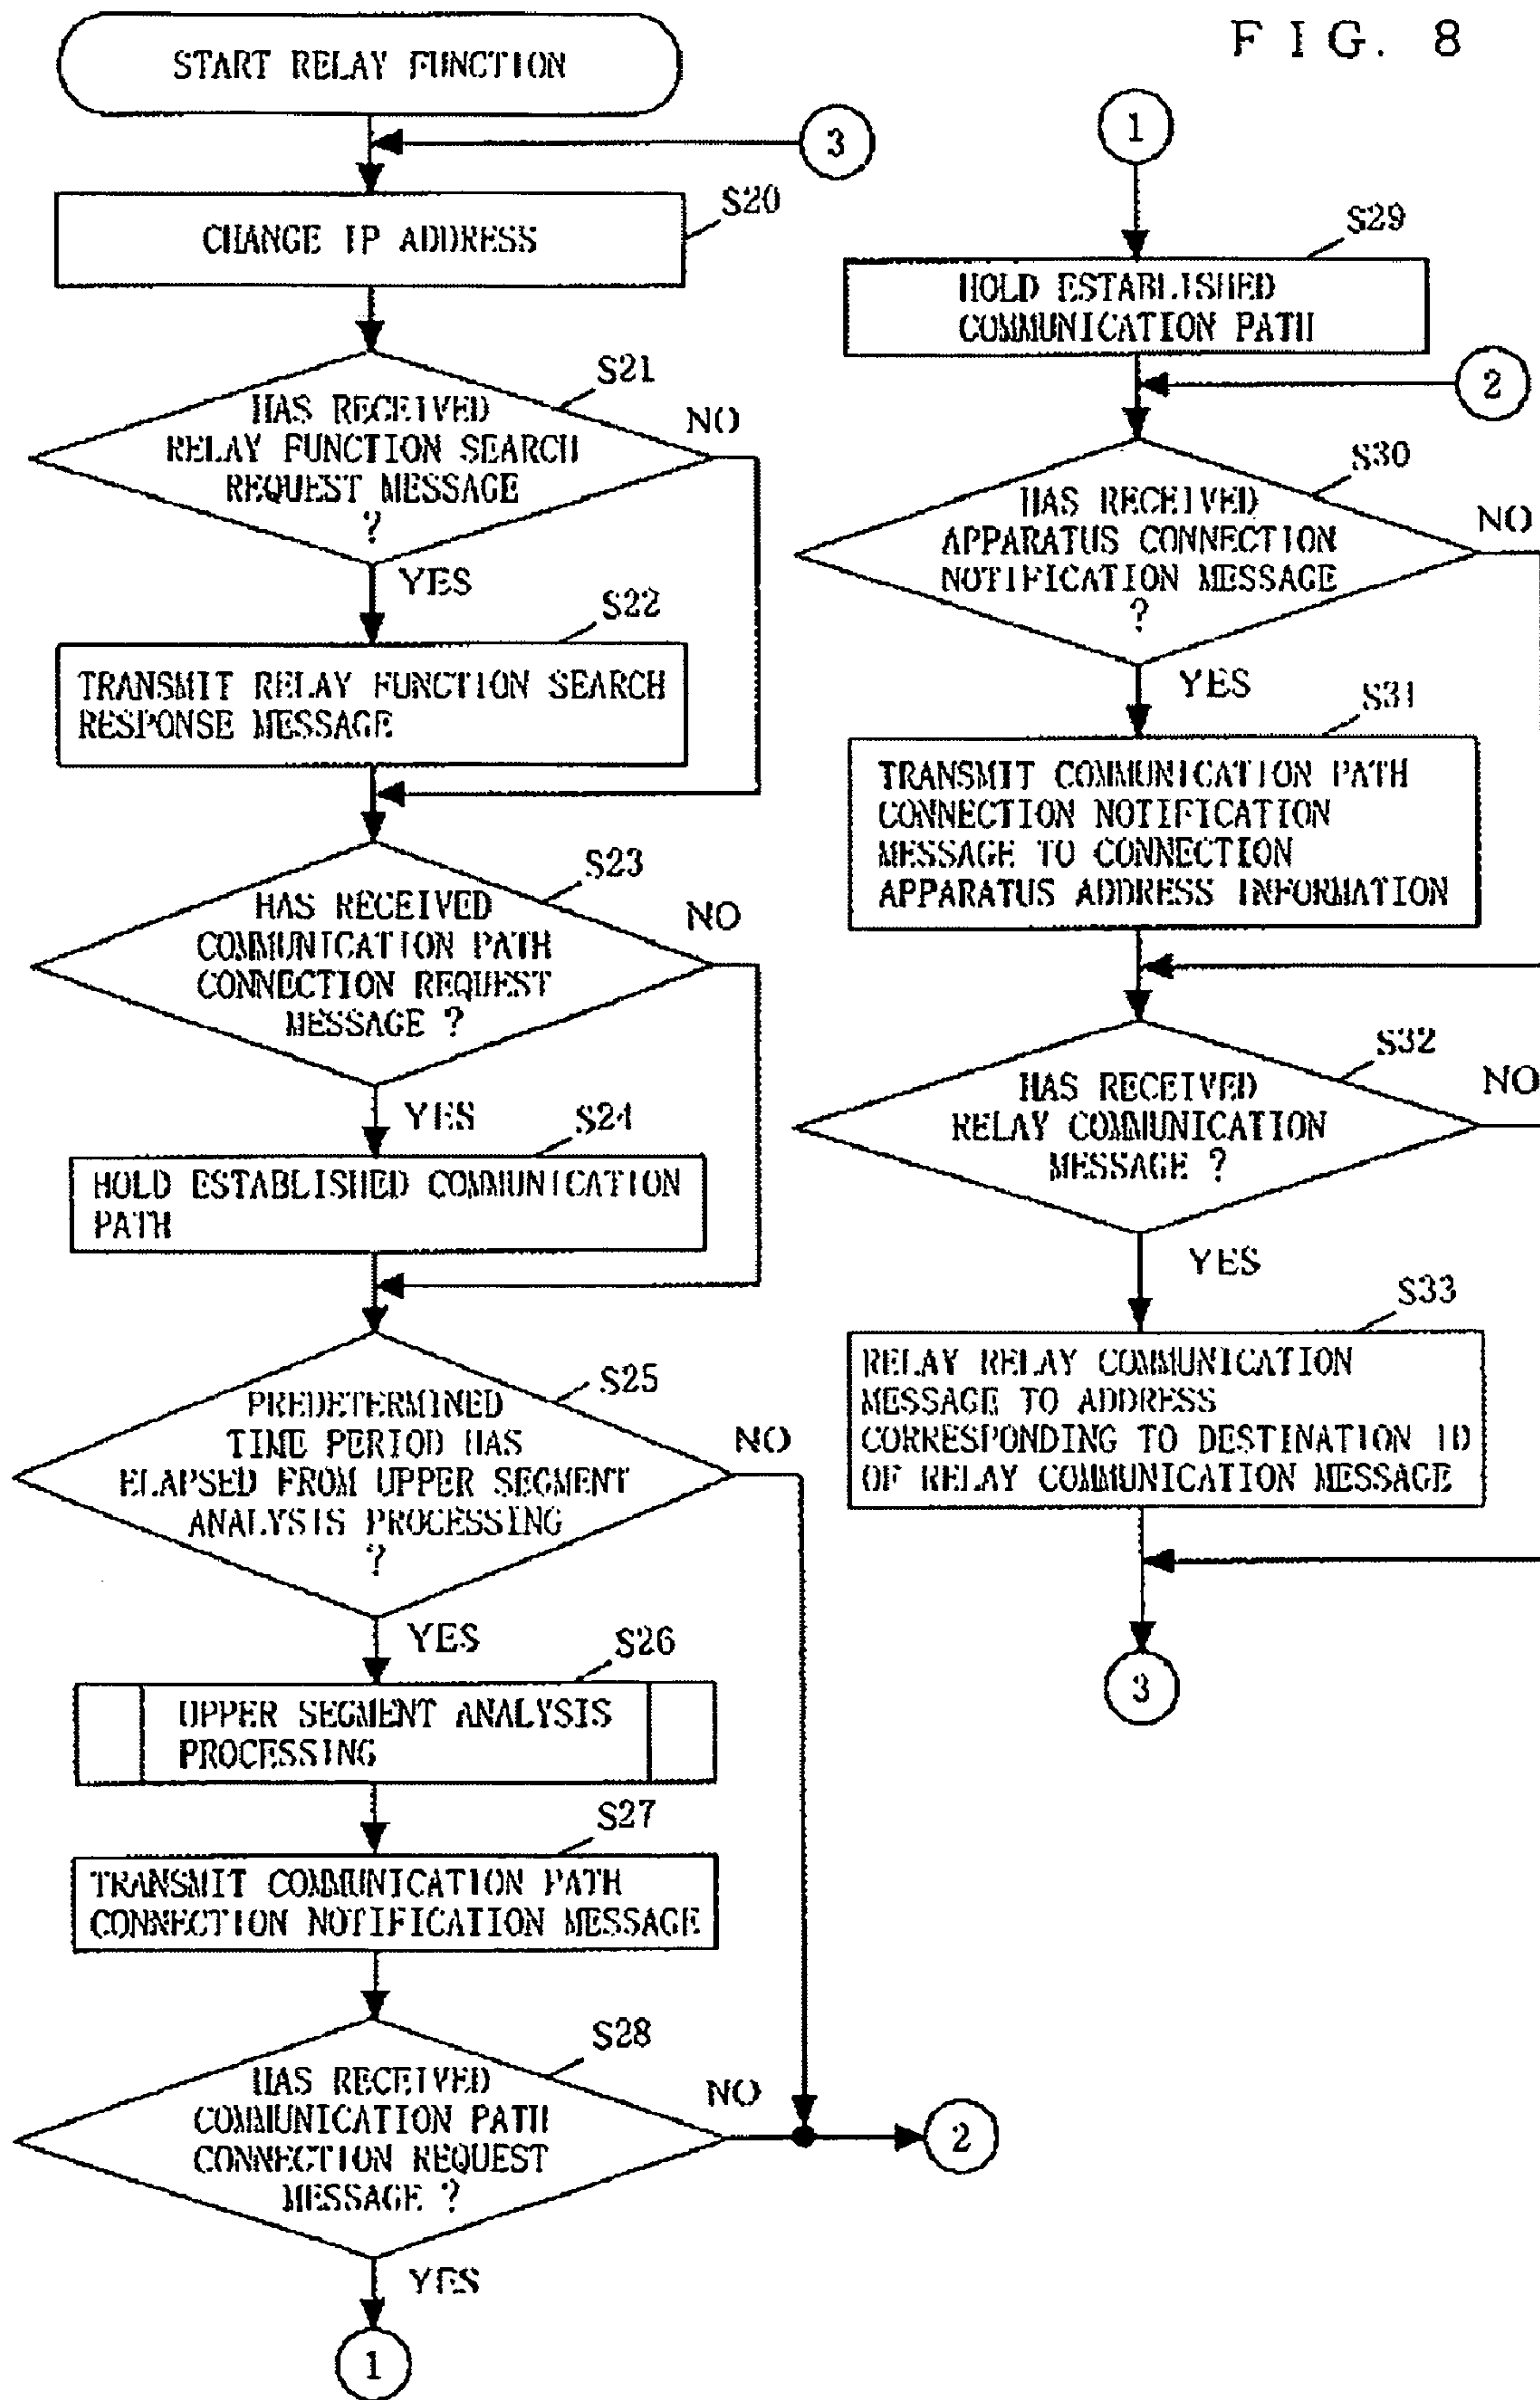 FIG. 8
START RELAY FUNCTION
3
S20
CHANGE IP ADDRESS
S21
HAS RECEIVED
RELAY FUNCTION SEARCH
REQUEST MESSAGE
?
NO
YES
S22
TRANSMIT RELAY FUNCTION SEARCH
RESPONSE MESSAGE
S23
HAS RECEIVED
COMMUNICATION PATH
CONNECTION REQUEST
MESSAGE ?
NO
YES
S24
HOLD ESTABLISHED COMMUNICATION
PATH
S25
PREDETERMINED
TIME PERIOD HAS
ELAPSED FROM UPPER SEGMENT
ANALYSIS PROCESSING
?
NO
YES
S26
UPPER SEGMENT ANALYSIS
PROCESSING
S27
TRANSMIT COMMUNICATION PATH
CONNECTION NOTIFICATION MESSAGE
S28
HAS RECEIVED
COMMUNICATION PATH
CONNECTION REQUEST
MESSAGE ?
NO
2
YES
1
1
S29
HOLD ESTABLISHED
COMMUNICATION PATH
2
S30
HAS RECEIVED
APPARATUS CONNECTION
NOTIFICATION MESSAGE
?
NO
YES
S31
TRANSMIT COMMUNICATION PATH
CONNECTION NOTIFICATION
MESSAGE TO CONNECTION
APPARATUS ADDRESS INFORMATION
S32
HAS RECEIVED
RELAY COMMUNICATION
MESSAGE ?
NO
YES
S33
RELAY RELAY COMMUNICATION
MESSAGE TO ADDRESS
CORRESPONDING TO DESTINATION ID
OF RELAY COMMUNICATION MESSAGE
3